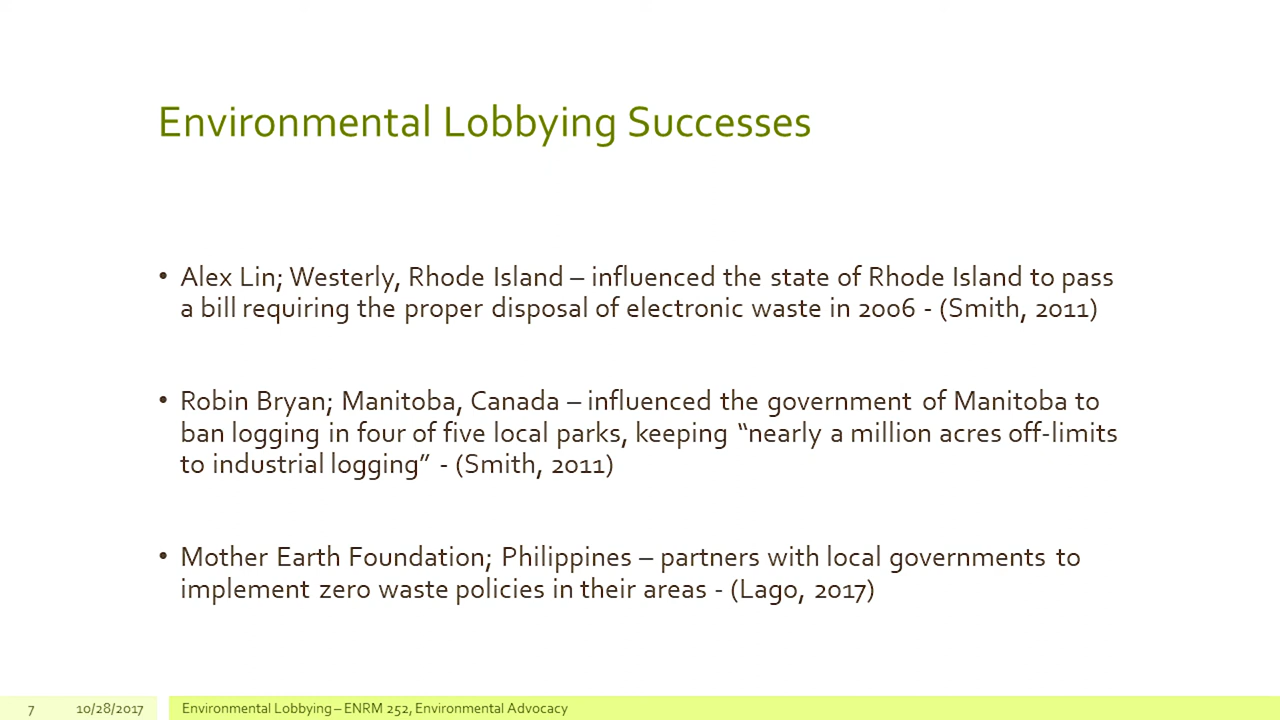 Environmental Lobbying Successes
• Alex Lin; Westerly, Rhode Island – influenced the state of Rhode Island to pass
a bill requiring the proper disposal of electronic waste in 2006 - (Smith, 2011)
• Robin Bryan; Manitoba, Canada – influenced the government of Manitoba to
ban logging in four of five local parks, keeping “nearly a million acres off-limits
to industrial logging” - (Smith, 2011)
• Mother Earth Foundation; Philippines – partners with local governments to
implement zero waste policies in their areas - (Lago, 2017)
7 10/28/2017 Environmental Lobbying – ENRM 252, Environmental Advocacy